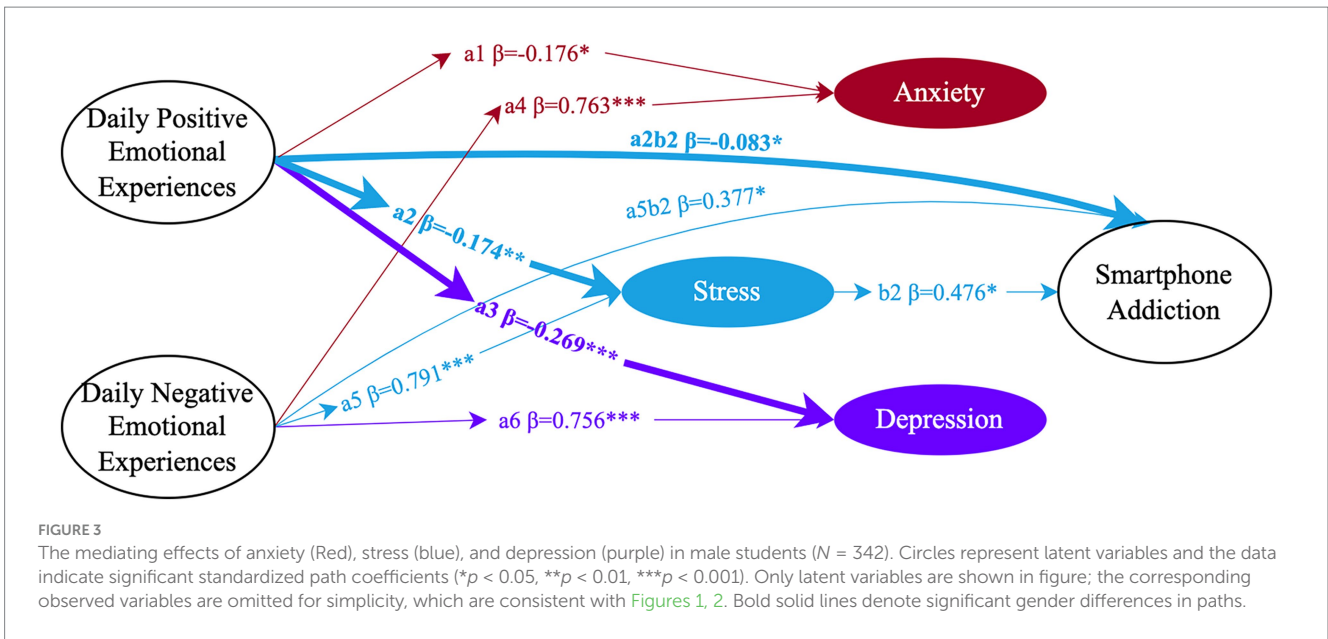 a1 β=-0.176*
Anxiety
a4 β=0.763***
Daily Positive
Emotional
Experiences
a2b2 β=-0.083*
a5b2 β=0.377*
a2 β=-0.174**
Stress
b2 β=0.476*
Smartphone
Addiction
a3 β=-0.269***
a5 β=0.791***
Daily Negative
Emotional
Experiences
a6 β=0.756***
Depression
FIGURE 3
The mediating effects of anxiety (Red), stress (blue), and depression (purple) in male students (N = 342). Circles represent latent variables and the data
indicate significant standardized path coefficients (*p < 0.05, **p < 0.01, ***p < 0.001). Only latent variables are shown in figure; the corresponding
observed variables are omitted for simplicity, which are consistent with Figures 1, 2. Bold solid lines denote significant gender differences in paths.